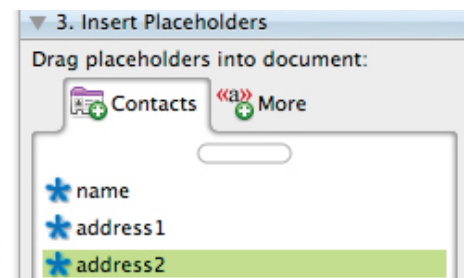 3. Insert Placeholders
Drag placeholders into document:
Contacts «a» More
name
address1
address2